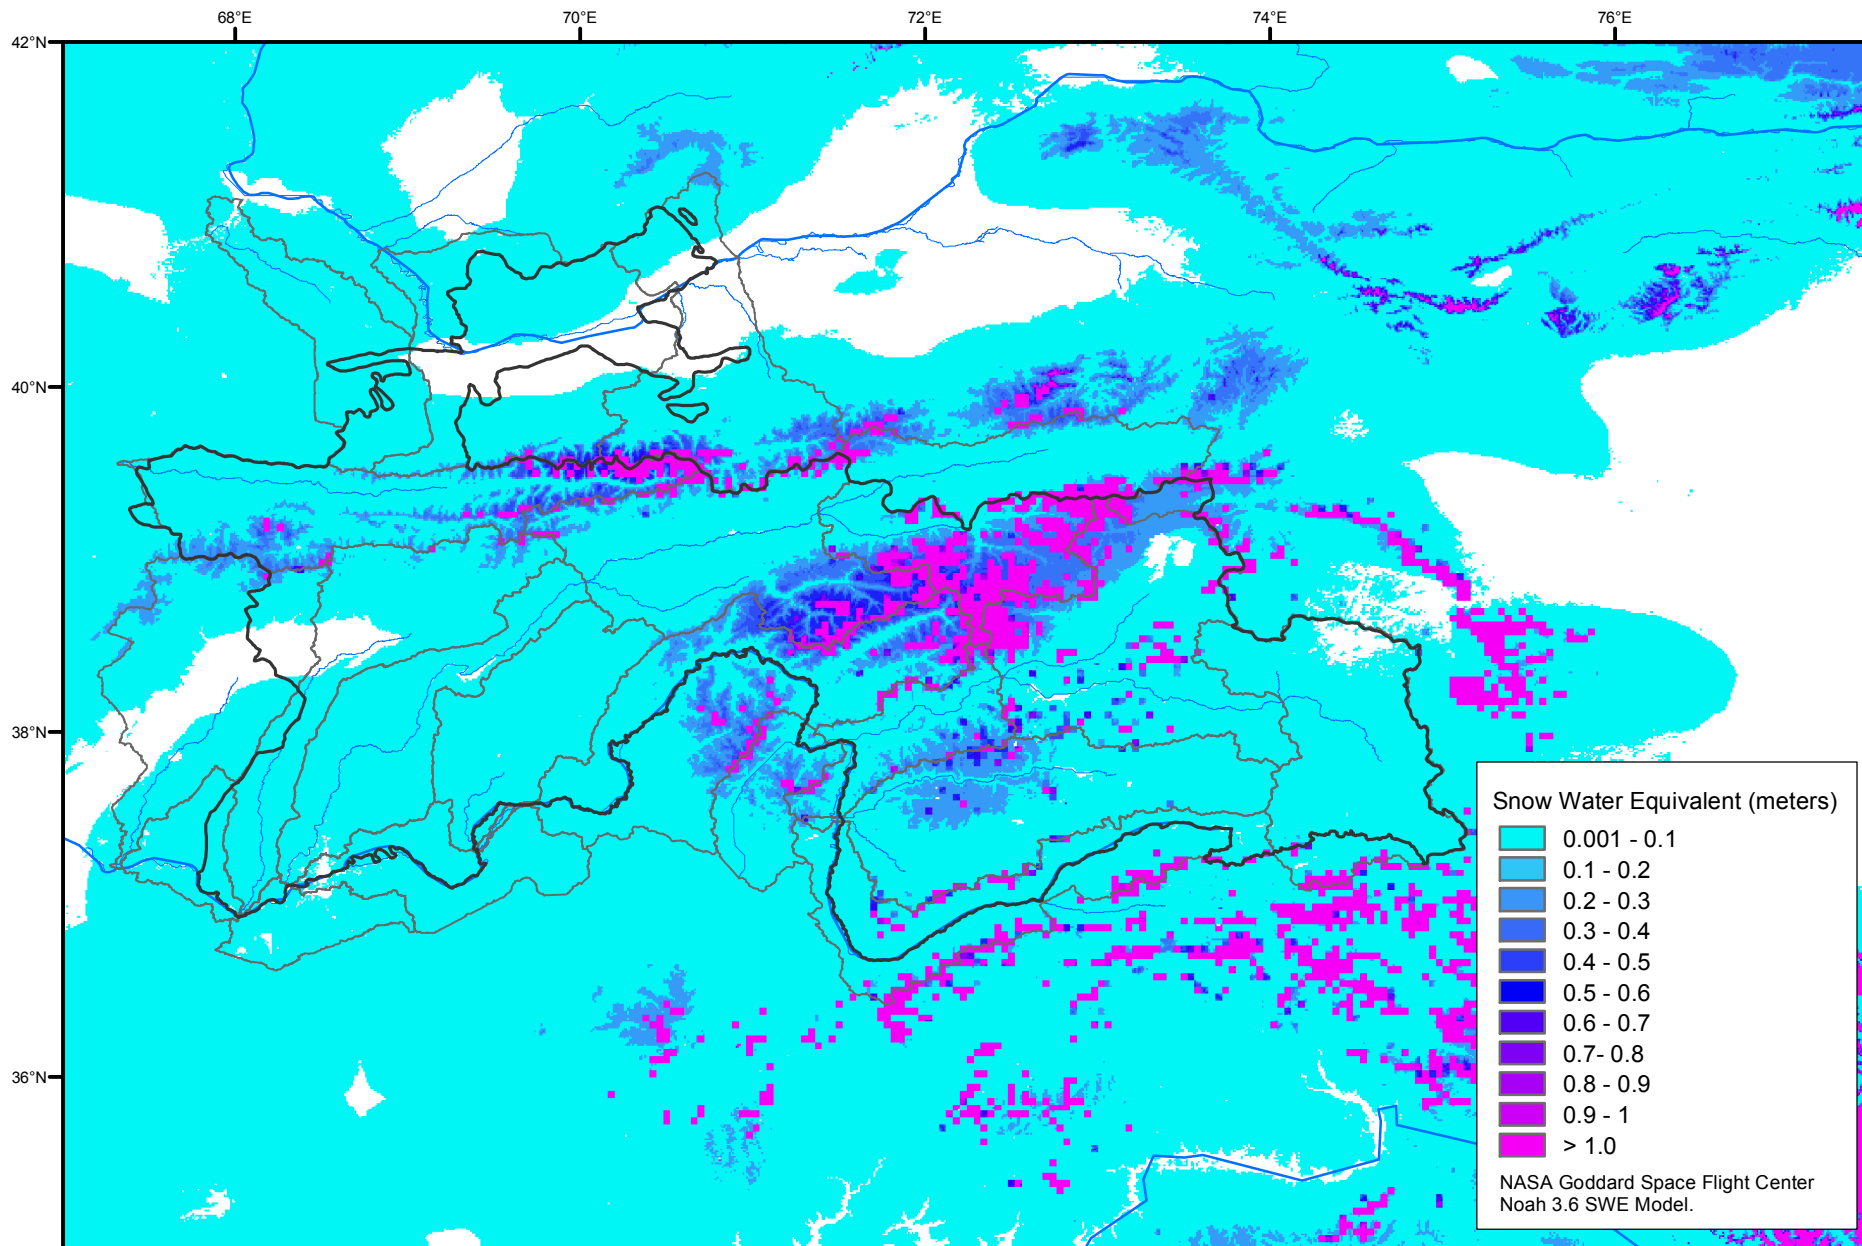 68°E
70°E
72°E
74°E
76°E
42°N
40°N
38°N
36°N
Snow Water Equivalent (meters)
0.001 - 0.1
0.1 - 0.2
0.2 - 0.3
0.3 - 0.4
0.4 - 0.5
0.5 - 0.6
0.6 - 0.7
0.7- 0.8
0.8 - 0.9
0.9 - 1
> 1.0
NASA Goddard Space Flight Center
Noah 3.6 SWE Model.